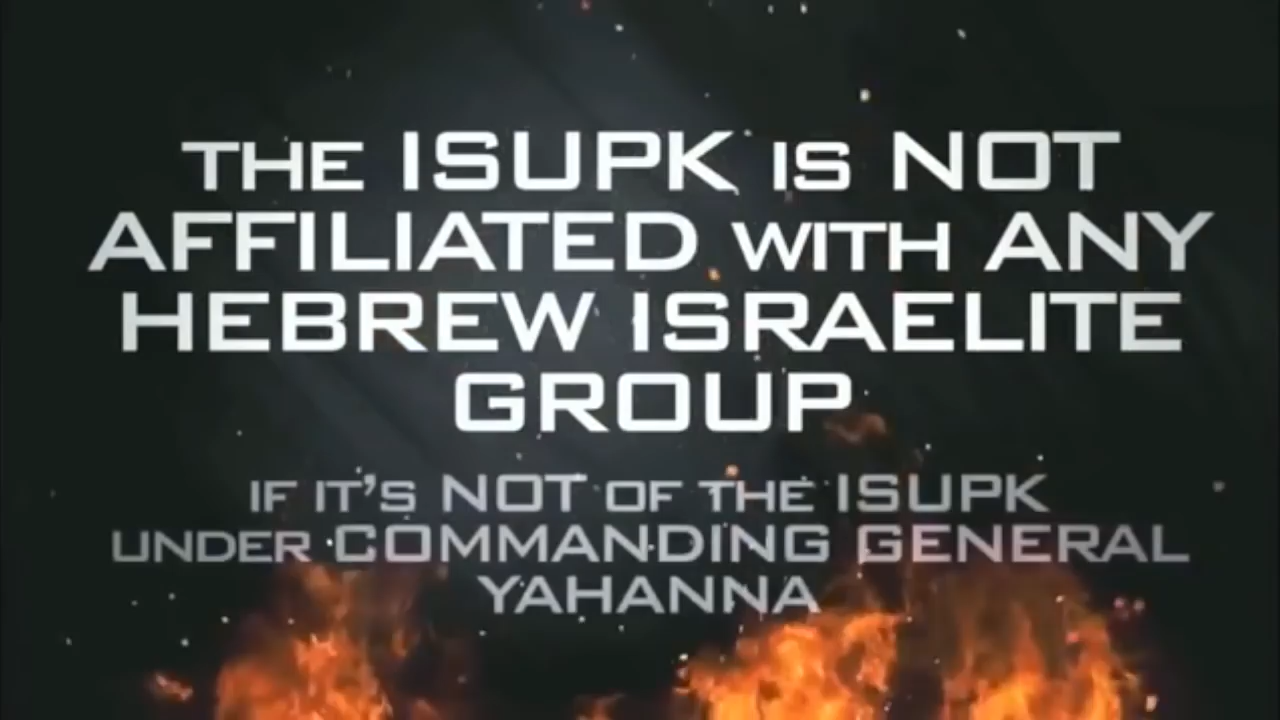 THE ISUPK IS NOT
AFFILIATED WITH ANY
HEBREW ISRAELITE
GROUP
IF IT'S NOT OF THE ISUPK
UNDER COMMANDING GENERAL
YAHANNA